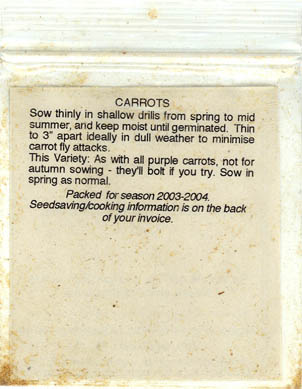 CARROTS
Sow thinly in shallow drills from spring to mid
summer, and keep moist until germinated. Thin
to 3" apart ideally in dull weather to minimise
carrot fly attacks.
This Variety: As with all purple carrots, not for
autumn sowing - they'll bolt if you try. Sow in
spring as normal.
Packed for season 2003-2004.
Seedsaving/cooking information is on the back
of your invoice.